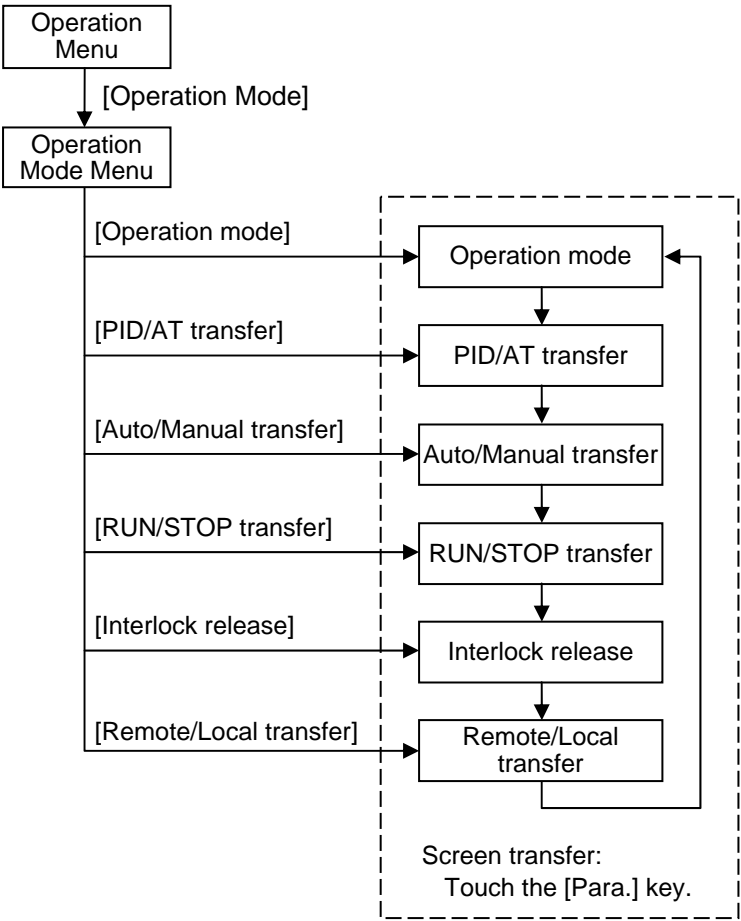 Operation
Menu
[Operation Mode]
Operation
Mode Menu
[Operation mode]
Operation mode
[PID/AT transfer]
PID/AT transfer
[Auto/Manual transfer]
Auto/Manual transfer
[RUN/STOP transfer]
RUN/STOP transfer
[Interlock release]
Interlock release
[Remote/Local transfer]
Remote/Local
transfer
Screen transfer:
Touch the [Para.] key.